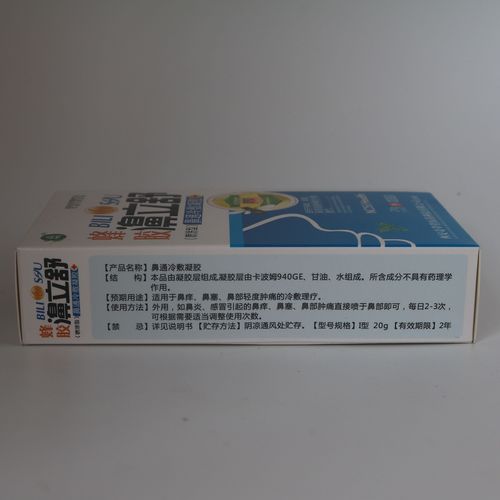 BILI SHU
蜂胶
鼻立舒
【产品名称】鼻通冷敷凝胶
【结　　构】本品由凝胶层组成,凝胶层由卡波姆940GE、甘油、水组成。所含成分不具有药理学
作用。
【预期用途】适用于鼻痒、鼻塞、鼻部轻度肿痛的冷敷理疗。
【使用方法】外用，如鼻炎、感冒引起的鼻痒、鼻塞、鼻部肿痛直接喷于鼻部即可，每日2-3次，
可根据需要适当调整使用次数。
【禁　　忌】详见说明书【贮存方法】阴凉通风处贮存。【型号规格】I型 20g【有效期限】2年